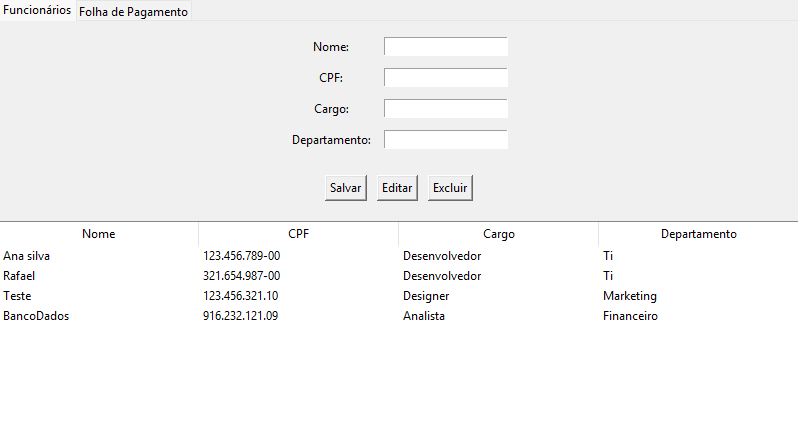 Funcionários Folha de Pagamento
Nome:
CPF:
Cargo:
Departamento:
Salvar Editar Excluir
Nome CPF Cargo Departamento
Ana silva 123.456.789-00 Desenvolvedor Ti
Rafael 321.654.987-00 Desenvolvedor Ti
Teste 123.456.321.10 Designer Marketing
BancoDados 916.232.121.09 Analista Financeiro